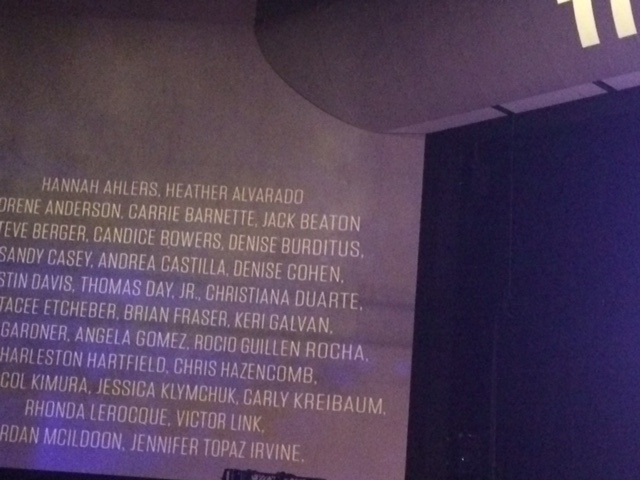 HANNAH AHLERS, HEATHER ALVARADO
ORENE ANDERSON, CARRIE BARNETTE, JACK BEATON
TEVE BERGER, CANDICE BOWERS, DENISE BURDITUS,
SANDY CASEY, ANDREA CASTILLA, DENISE COHEN,
STIN DAVIS, THOMAS DAY, JR., CHRISTIANA DUARTE,
TACEE ETCHEBER, BRIAN FRASER, KERI GALVAN,
GARDNER, ANGELA GOMEZ, ROCIO GUILLEN ROCHA,
HARLESTON HARTFIELD, CHRIS HAZENCOMB,
COL KIMURA, JESSICA KLYMCHUK, CARLY KREIBAUM,
RHONDA LEROCQUE, VICTOR LINK,
RDAN MCILDOON, JENNIFER TOPAZ IRVINE,